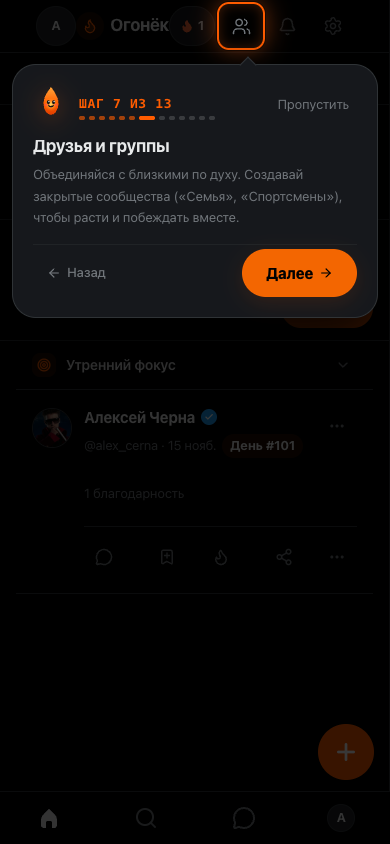 А
Огонёк
1
ШАГ 7 ИЗ 13
Пропустить
Друзья и группы
Объединяйся с близкими по духу. Создавай
закрытые сообщества («Семья», «Спортсмены»),
чтобы расти и побеждать вместе.
Назад
Далее
Утренний фокус
Алексей Черна
@alex_cerna · 15 нояб.
День #101
1 благодарность
А